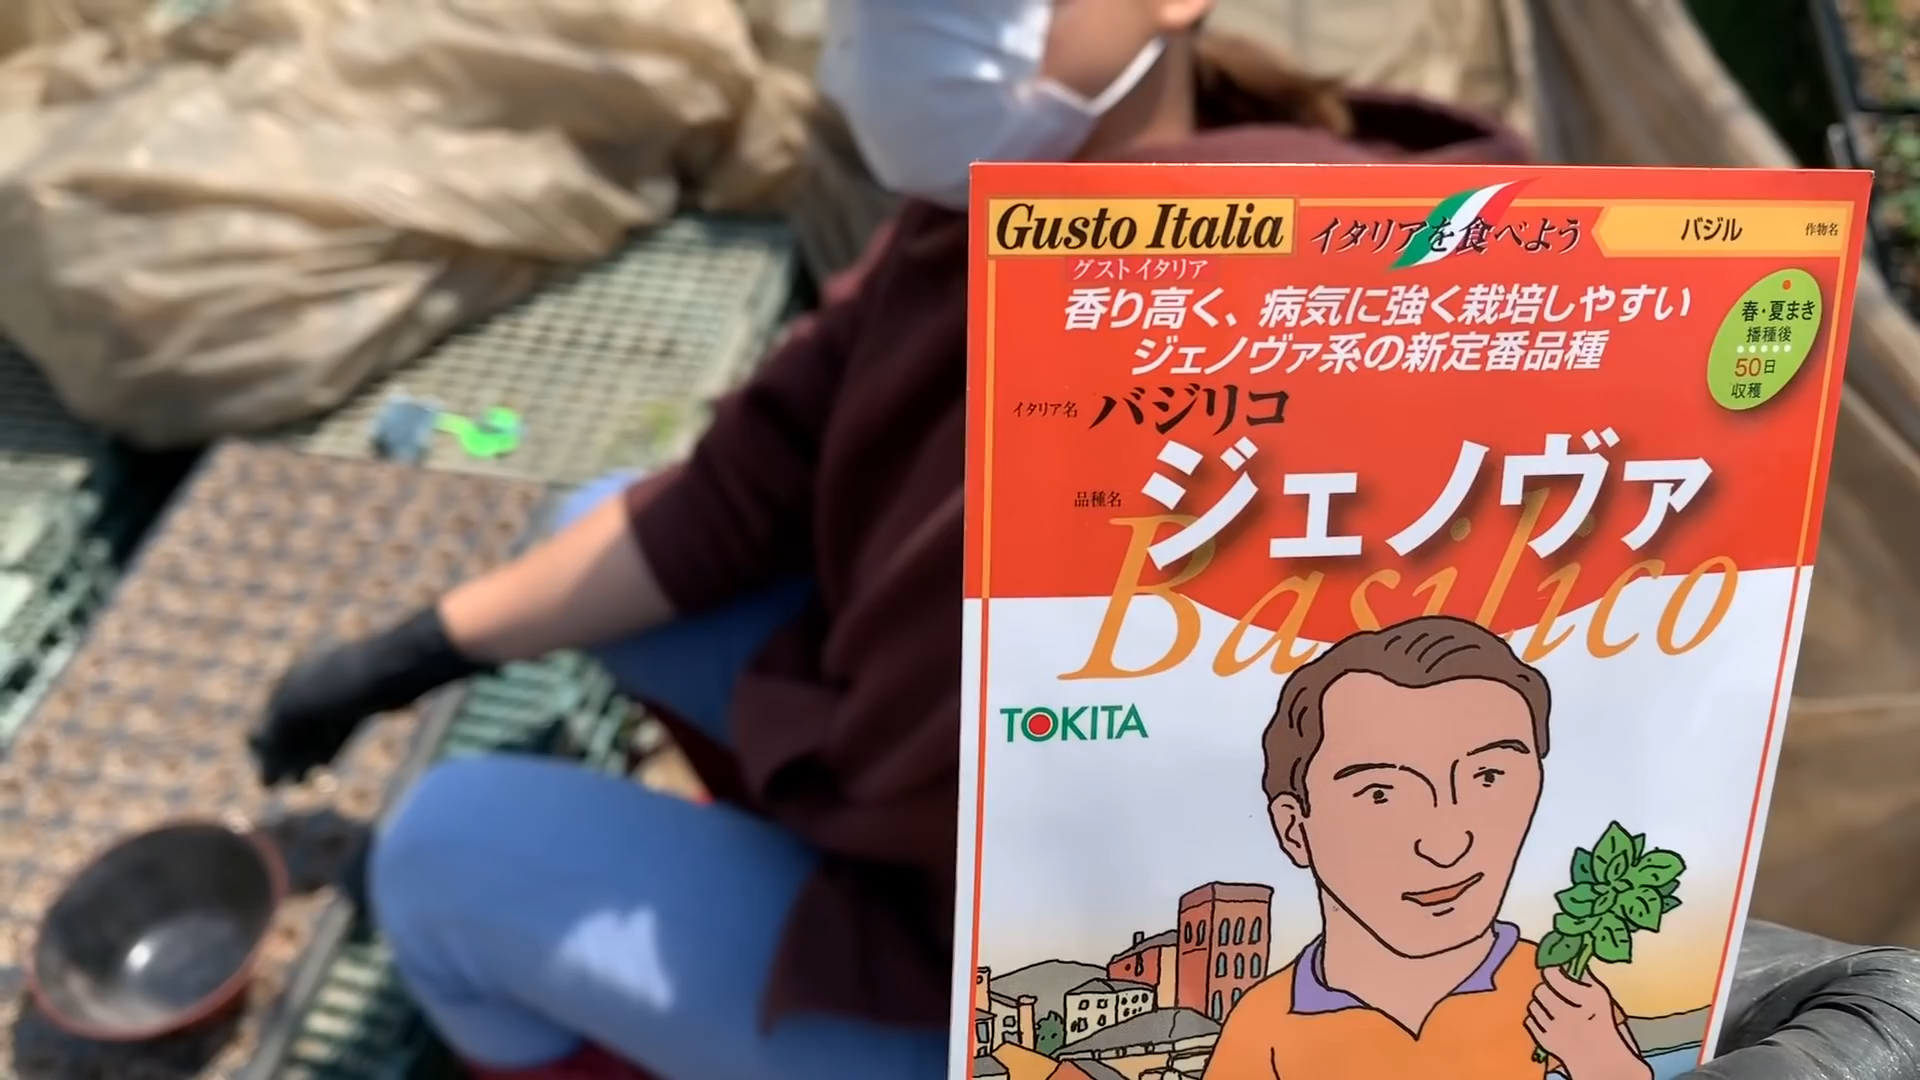 Gusto Italia
イタリアを食べよう
バジル 作物名
グストイタリア
香り高く、病気に強く栽培しやすい
ジェノヴァ系の新定番品種
春・夏まき
播種後
50日
収穫
イタリア名 バジリコ
品種名 ジェノヴァ
Basilico
TOKITA